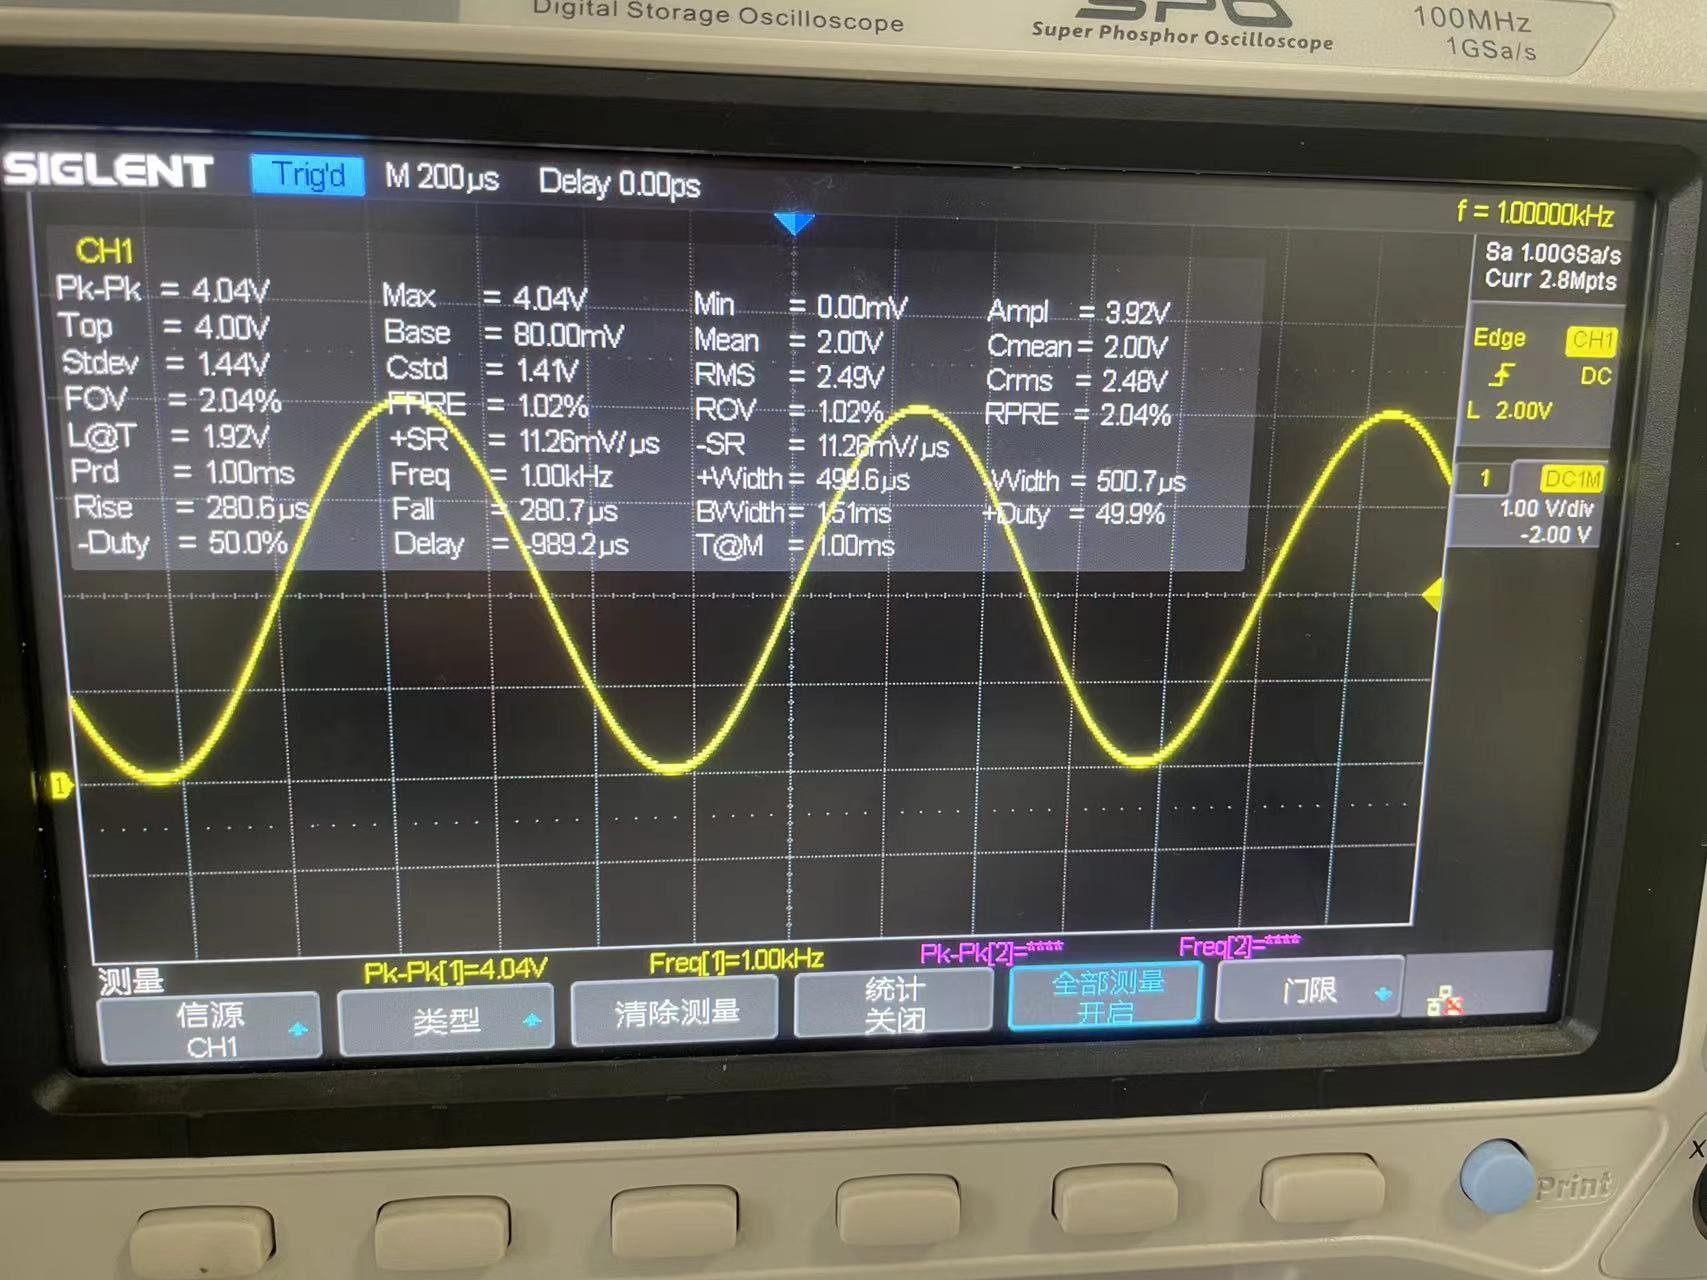 Digital Storage Oscilloscope
SPO
Super Phosphor Oscilloscope
100MHz
1GSa/s
SIGLENT Trig'd M 200µs Delay 0.00ps
f = 1.00000kHz
Sa 1.00GSa/s
Curr 2.8Mpts
CH1
Pk-Pk = 4.04V Max = 4.04V Min = 0.00mV Ampl = 3.92V
Top = 4.00V Base = 80.00mV Mean = 2.00V Cmean = 2.00V
Stdev = 1.44V Cstd = 1.41V RMS = 2.49V Crms = 2.48V
FOV = 2.04% FPRE = 1.02% ROV = 1.02% RPRE = 2.04%
L@T = 1.92V +SR = 11.26mV/µs -SR = 11.26mV/µs
Prd = 1.00ms Freq = 1.00kHz +Width = 499.6µs -Width = 500.7µs
Rise = 280.6µs Fall = 280.7µs BWidth = 1.51ms +Duty = 49.9%
-Duty = 50.0% Delay = -989.2µs T@M = 1.00ms
Edge CH1
DC
L 2.00V
1 DC1M
1.00 V/div
-2.00 V
1
Pk-Pk[1]=4.04V Freq[1]=1.00kHz Pk-Pk[2]=**** Freq[2]=****
测量
信源
CH1
类型
清除测量
统计
关闭
全部测量
开启
门限
Print
X